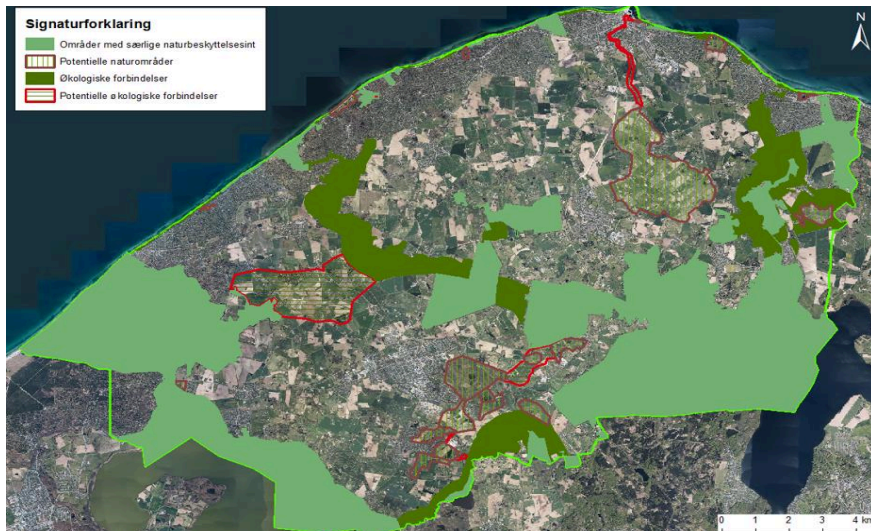 Signaturforklaring
Områder med særlige naturbeskyttelsesint
Potentielle naturområder
Økologiske forbindelser
Potentielle økologiske forbindelser
N
0 1 2 3 4 km